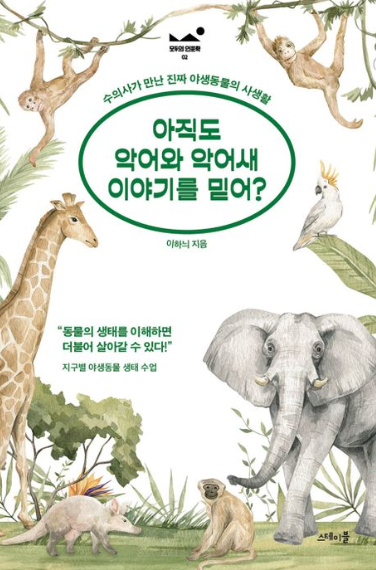 모두의 인문학
02
수의사가 만난 진짜 야생동물의 사생활
아직도
악어와 악어새
이야기를 믿어?
이하늬 지음
“동물의 생태를 이해하면
더불어 살아갈 수 있다!”
지구별 야생동물 생태 수업
스테이블